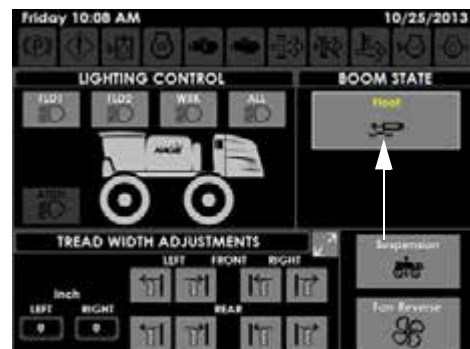 Friday 10:08 AM 10/25/2013
LIGHTING CONTROL
BOOM STATE
FLD1 FLD2 WRK ALL
Float
HAGIE
TREAD WIDTH ADJUSTMENTS
LEFT FRONT RIGHT
Inch
LEFT RIGHT
REAR
0 0
Suspension
Fan Reverse